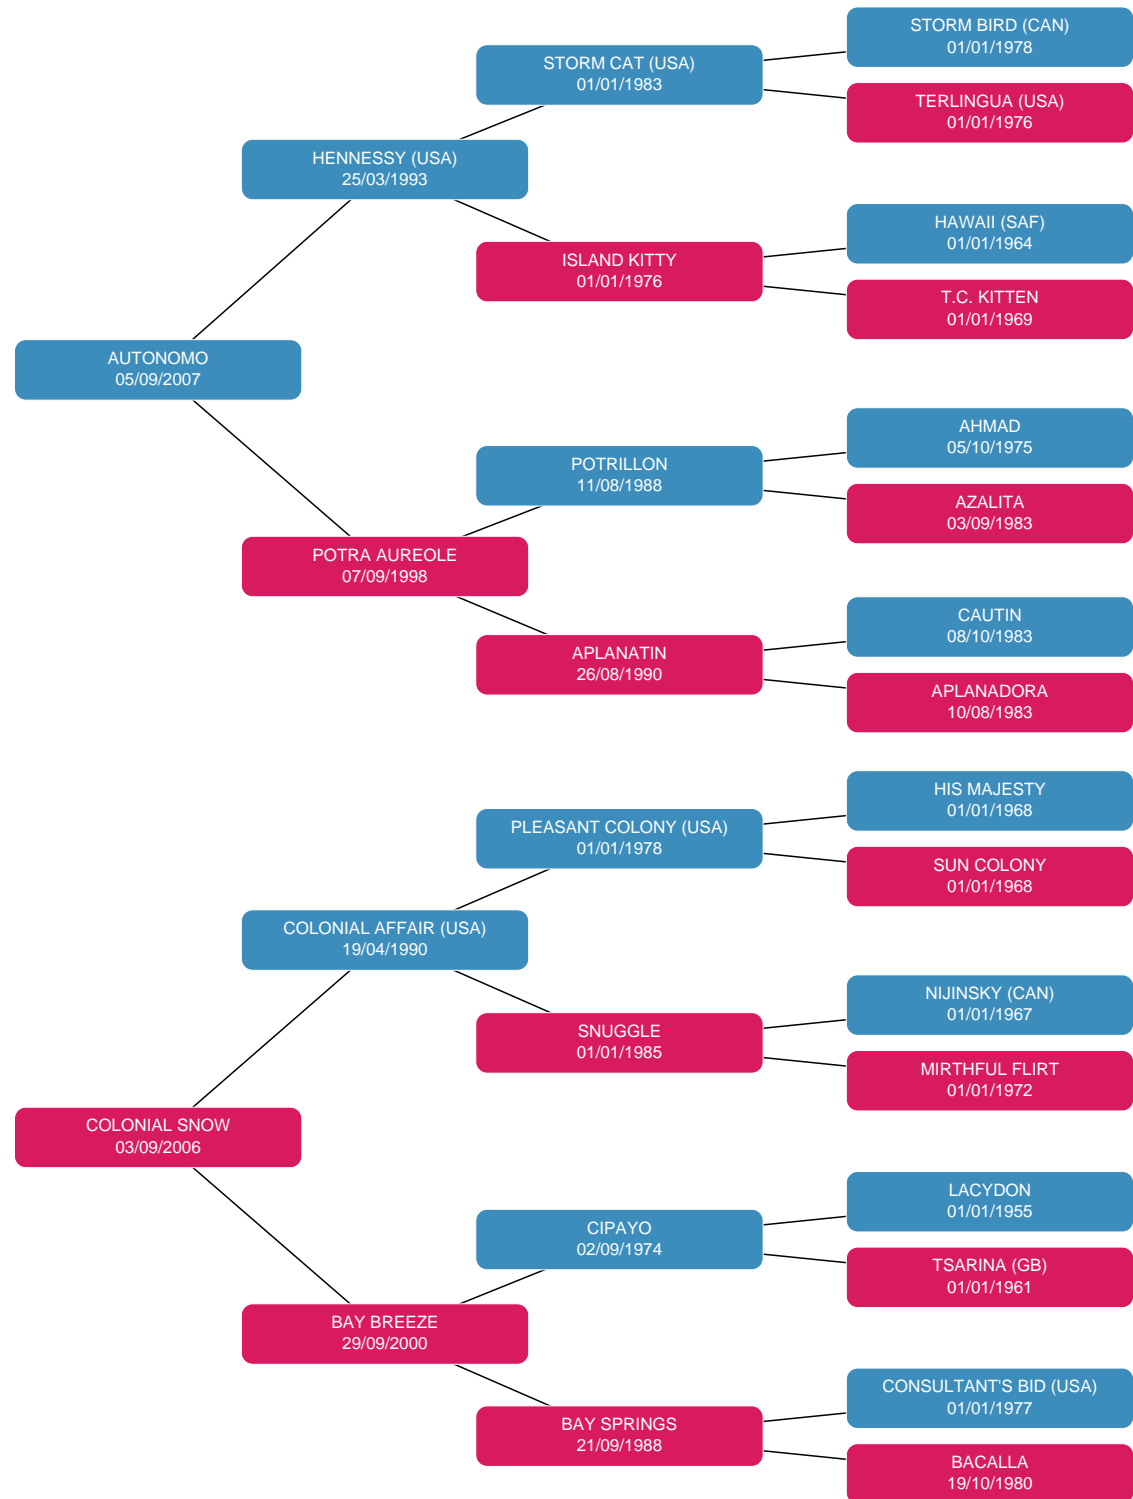 STORM BIRD (CAN)
01/01/1978
STORM CAT (USA)
01/01/1983
TERLINGUA (USA)
01/01/1976
HENNESSY (USA)
25/03/1993
HAWAII (SAF)
01/01/1964
ISLAND KITTY
01/01/1976
T.C. KITTEN
01/01/1969
AUTONOMO
05/09/2007
AHMAD
05/10/1975
POTRILLON
11/08/1988
AZALITA
03/09/1983
POTRA AUREOLE
07/09/1998
CAUTIN
08/10/1983
APLANATIN
26/08/1990
APLANADORA
10/08/1983
HIS MAJESTY
01/01/1968
PLEASANT COLONY (USA)
01/01/1978
SUN COLONY
01/01/1968
COLONIAL AFFAIR (USA)
19/04/1990
NIJINSKY (CAN)
01/01/1967
SNUGGLE
01/01/1985
MIRTHFUL FLIRT
01/01/1972
COLONIAL SNOW
03/09/2006
LACYDON
01/01/1955
CIPAYO
02/09/1974
TSARINA (GB)
01/01/1961
BAY BREEZE
29/09/2000
CONSULTANT'S BID (USA)
01/01/1977
BAY SPRINGS
21/09/1988
BACALLA
19/10/1980